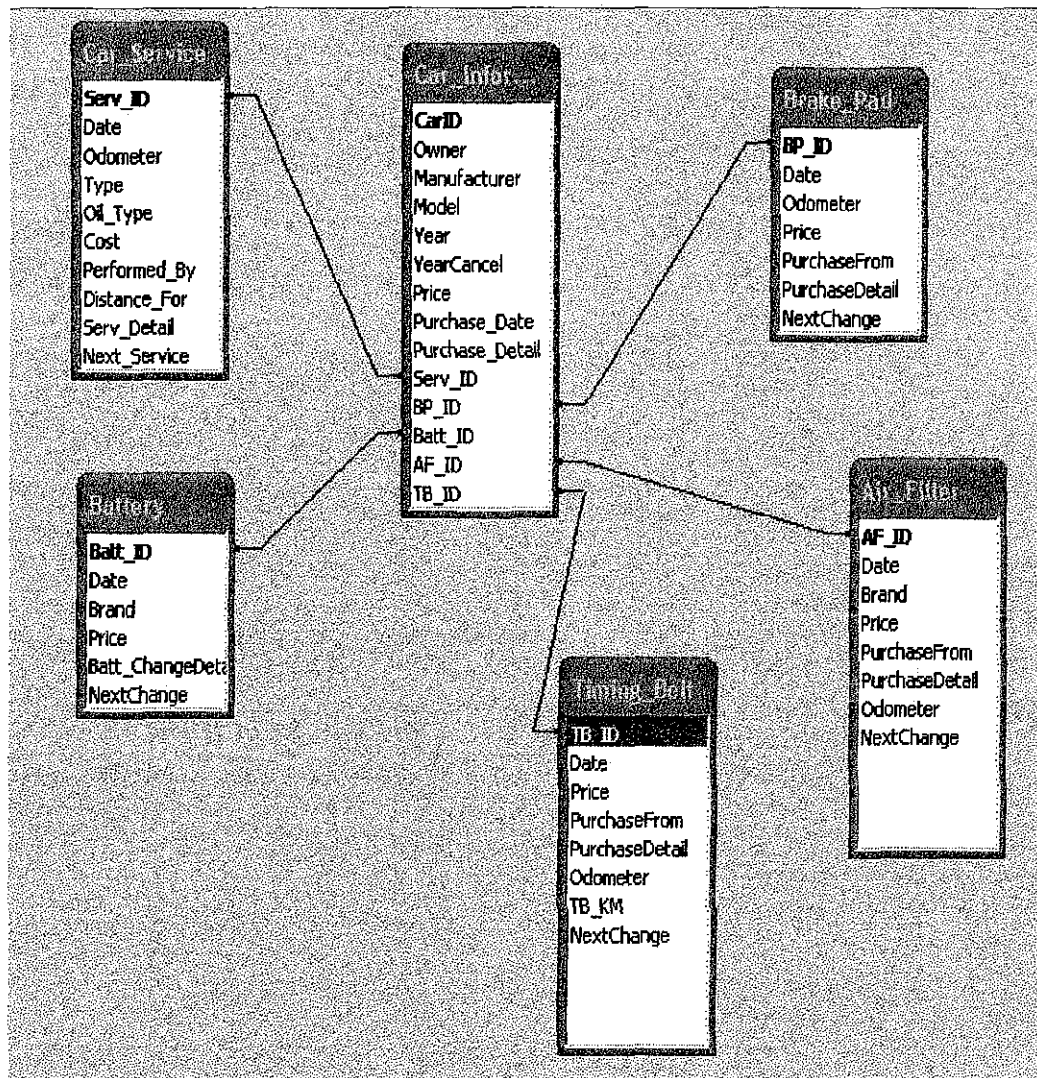 Car_Service
Serv_ID
Date
Odometer
Type
Oil_Type
Cost
Performed_By
Distance_For
Serv_Detail
Next_Service
Car_Infor...
CarID
Owner
Manufacturer
Model
Year
YearCancel
Price
Purchase_Date
Purchase_Detail
Serv_ID
BP_ID
Batt_ID
AF_ID
TB_ID
Brake_Pad
BP_ID
Date
Odometer
Price
PurchaseFrom
PurchaseDetail
NextChange
Battery
Batt_ID
Date
Brand
Price
Batt_ChangeDeta
NextChange
Timing_Belt
TB_ID
Date
Price
PurchaseFrom
PurchaseDetail
Odometer
TB_KM
NextChange
Air_Filter
AF_ID
Date
Brand
Price
PurchaseFrom
PurchaseDetail
Odometer
NextChange